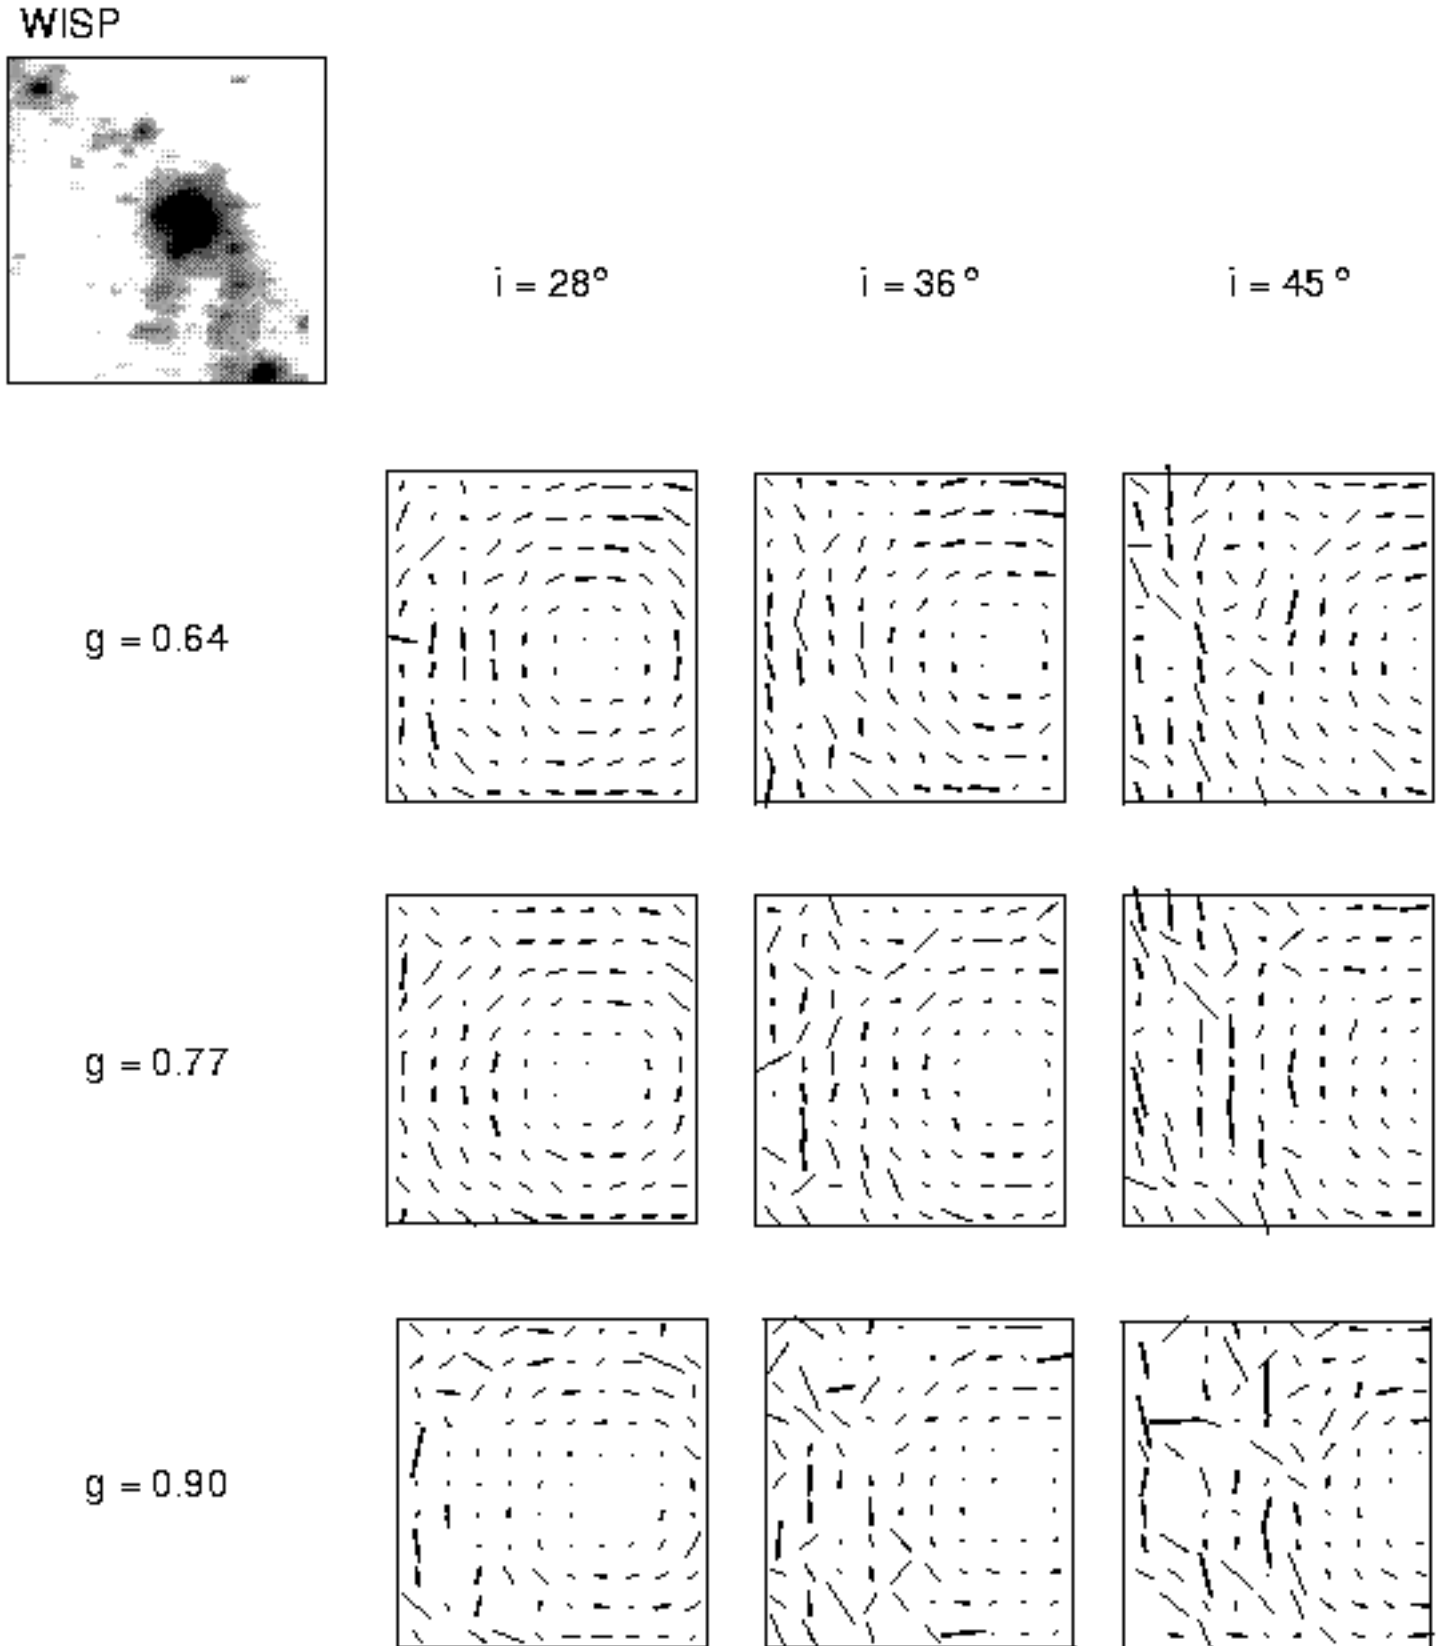 WISP
i = 28° i = 36° i = 45°
g = 0.64
g = 0.77
g = 0.90